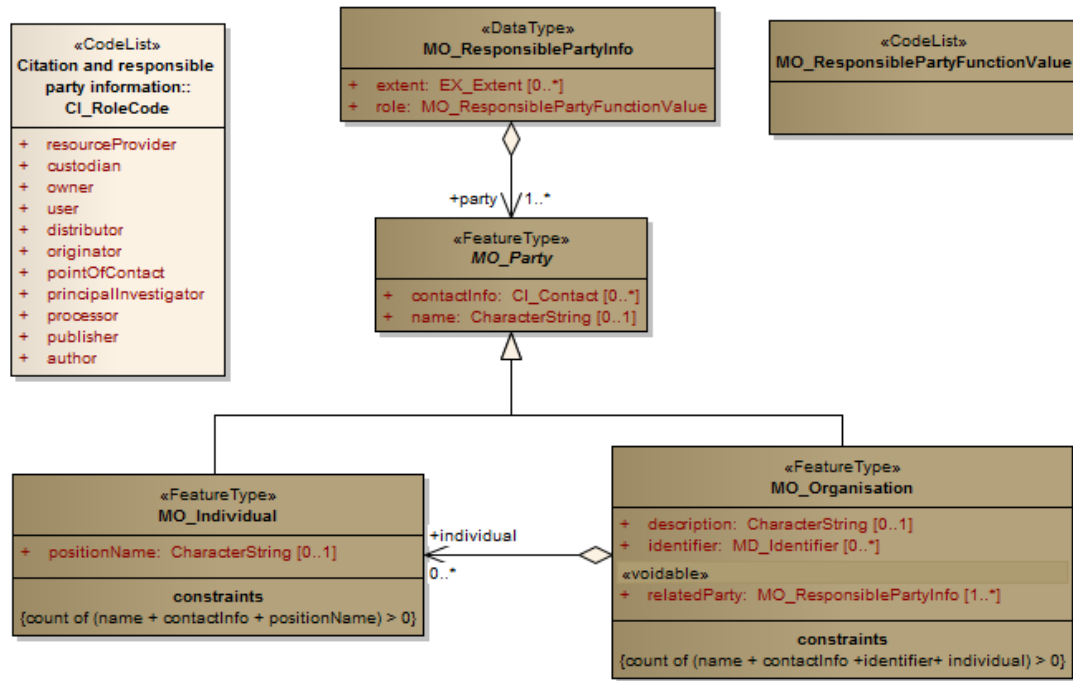 «CodeList»
Citation and responsible
party information::
CI_RoleCode
+ resourceProvider
+ custodian
+ owner
+ user
+ distributor
+ originator
+ pointOfContact
+ principalInvestigator
+ processor
+ publisher
+ author
«DataType»
MO_ResponsiblePartyInfo
+ extent: EX_Extent [0..*]
+ role: MO_ResponsiblePartyFunctionValue
«CodeList»
MO_ResponsiblePartyFunctionValue
+party 1..*
«FeatureType»
MO_Party
+ contactInfo: CI_Contact [0..*]
+ name: CharacterString [0..1]
«FeatureType»
MO_Individual
+ positionName: CharacterString [0..1]
constraints
{count of (name + contactInfo + positionName) > 0}
+individual
0..*
«FeatureType»
MO_Organisation
+ description: CharacterString [0..1]
+ identifier: MD_Identifier [0..*]
«voidable»
+ relatedParty: MO_ResponsiblePartyInfo [1..*]
constraints
{count of (name + contactInfo +identifier+ individual) > 0}